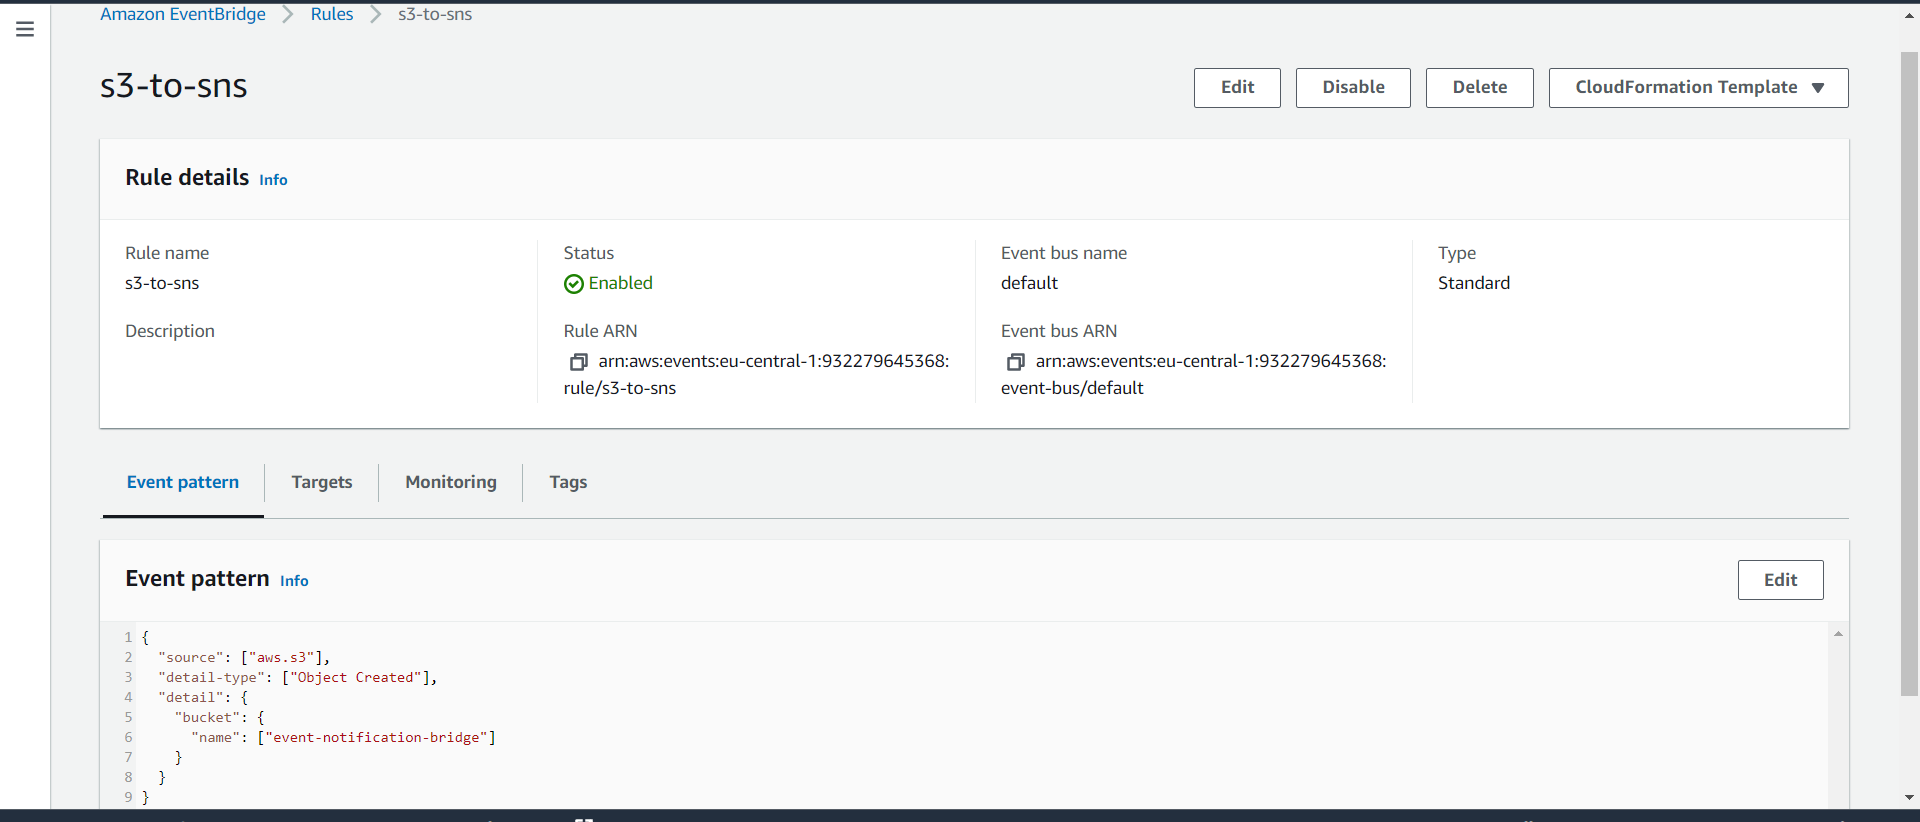 Amazon EventBridge > Rules > s3-to-sns
s3-to-sns
Edit
Disable
Delete
CloudFormation Template
Rule details Info
Rule name
s3-to-sns
Description
Status
Enabled
Rule ARN
arn:aws:events:eu-central-1:932279645368:
rule/s3-to-sns
Event bus name
default
Event bus ARN
arn:aws:events:eu-central-1:932279645368:
event-bus/default
Type
Standard
Event pattern
Targets
Monitoring
Tags
Event pattern Info
Edit
1 {
2 "source": ["aws.s3"],
3 "detail-type": ["Object Created"],
4 "detail": {
5 "bucket": {
6 "name": ["event-notification-bridge"]
7 }
8 }
9 }